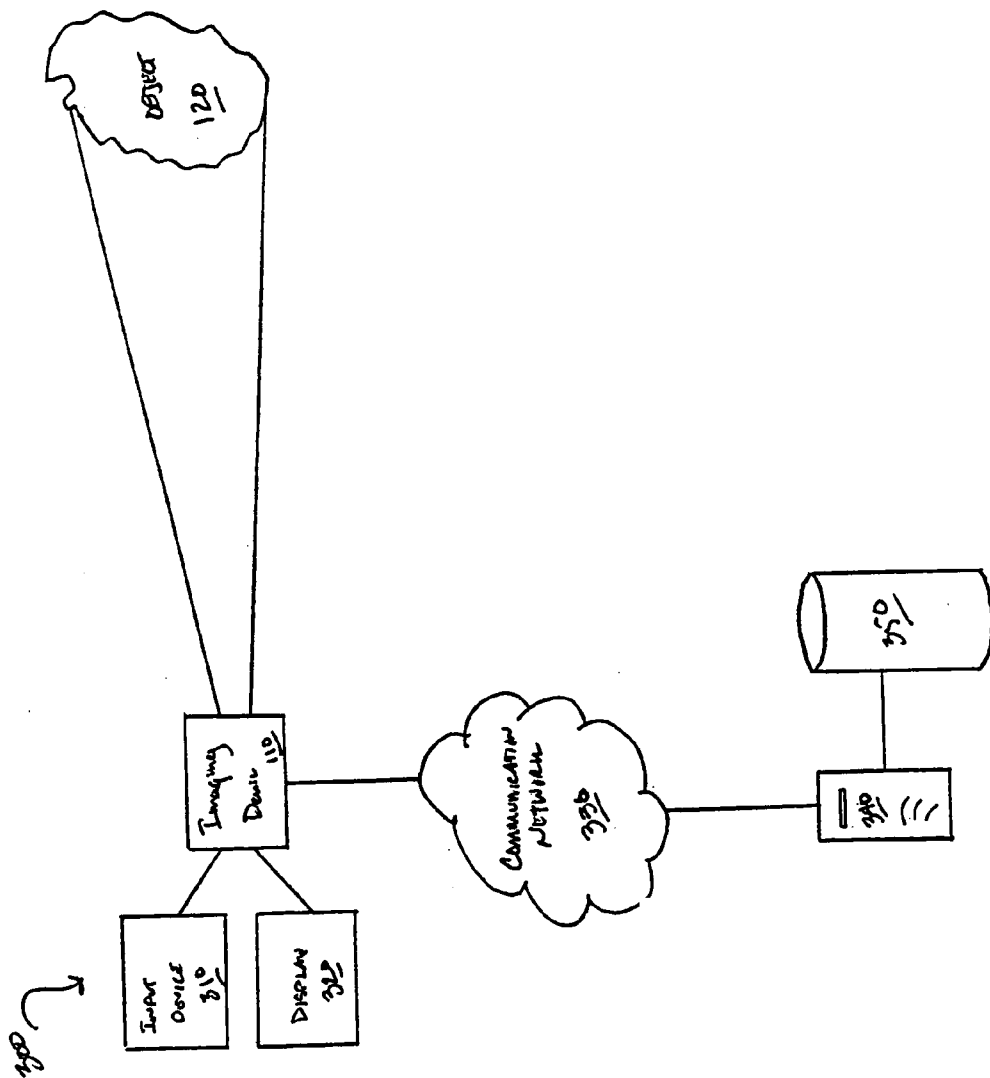 300
INPUT
DEVICE
310
DISPLAY
320
Imaging
Device
110
OBJECT
120
COMMUNICATION
NETWORK
330
340
350